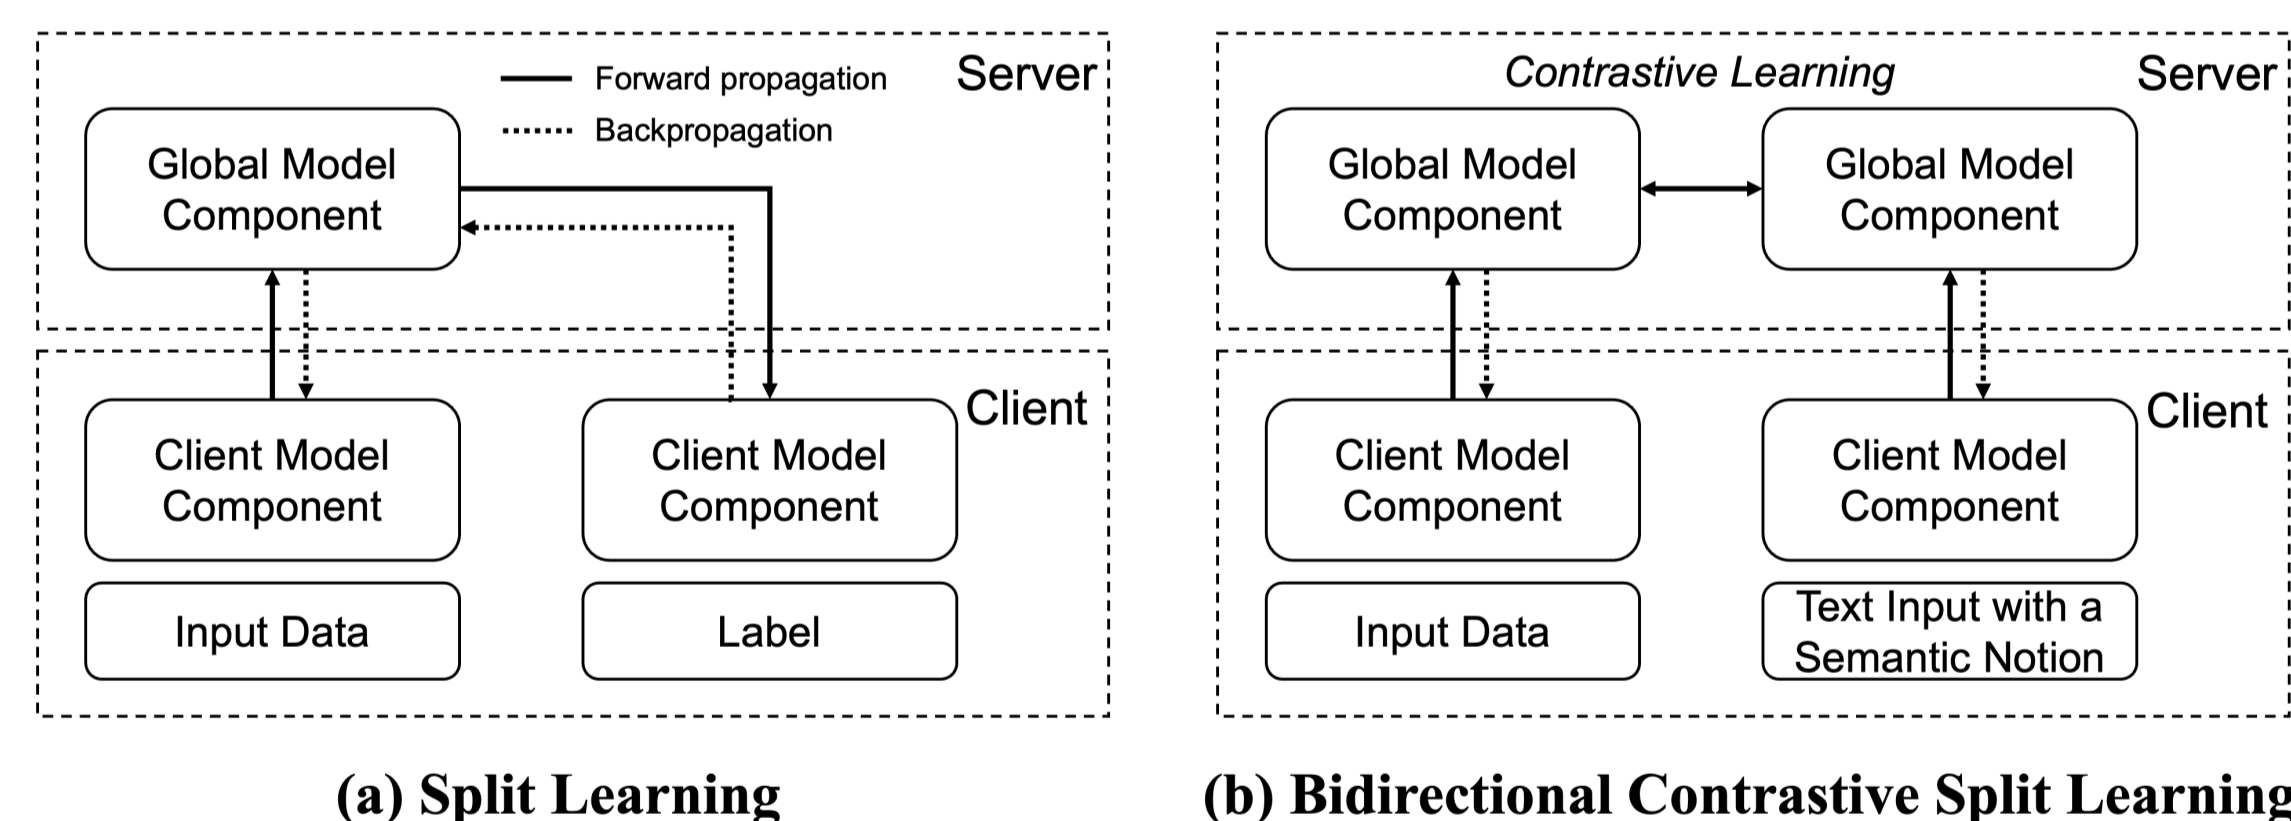 Forward propagation
Backpropagation
Server
Global Model
Component
Client
Client Model
Component
Client Model
Component
Input Data
Label
(a) Split Learning
Contrastive Learning
Server
Global Model
Component
Global Model
Component
Client
Client Model
Component
Client Model
Component
Input Data
Text Input with a
Semantic Notion
(b) Bidirectional Contrastive Split Learning